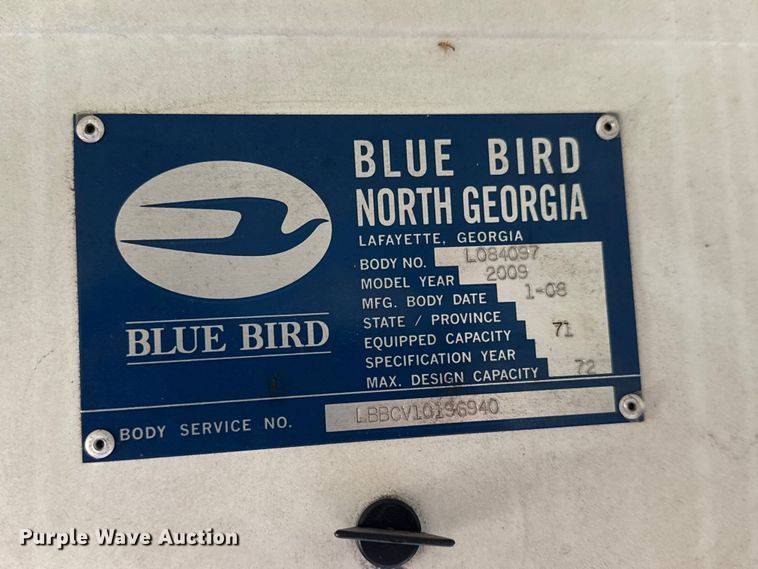 BLUE BIRD
NORTH GEORGIA
LAFAYETTE, GEORGIA
BODY NO. L084097
MODEL YEAR 2009
MFG. BODY DATE 1-08
STATE / PROVINCE
EQUIPPED CAPACITY 71
SPECIFICATION YEAR
MAX. DESIGN CAPACITY 72
BLUE BIRD
BODY SERVICE NO. LBBCV10196940
Purple Wave Auction